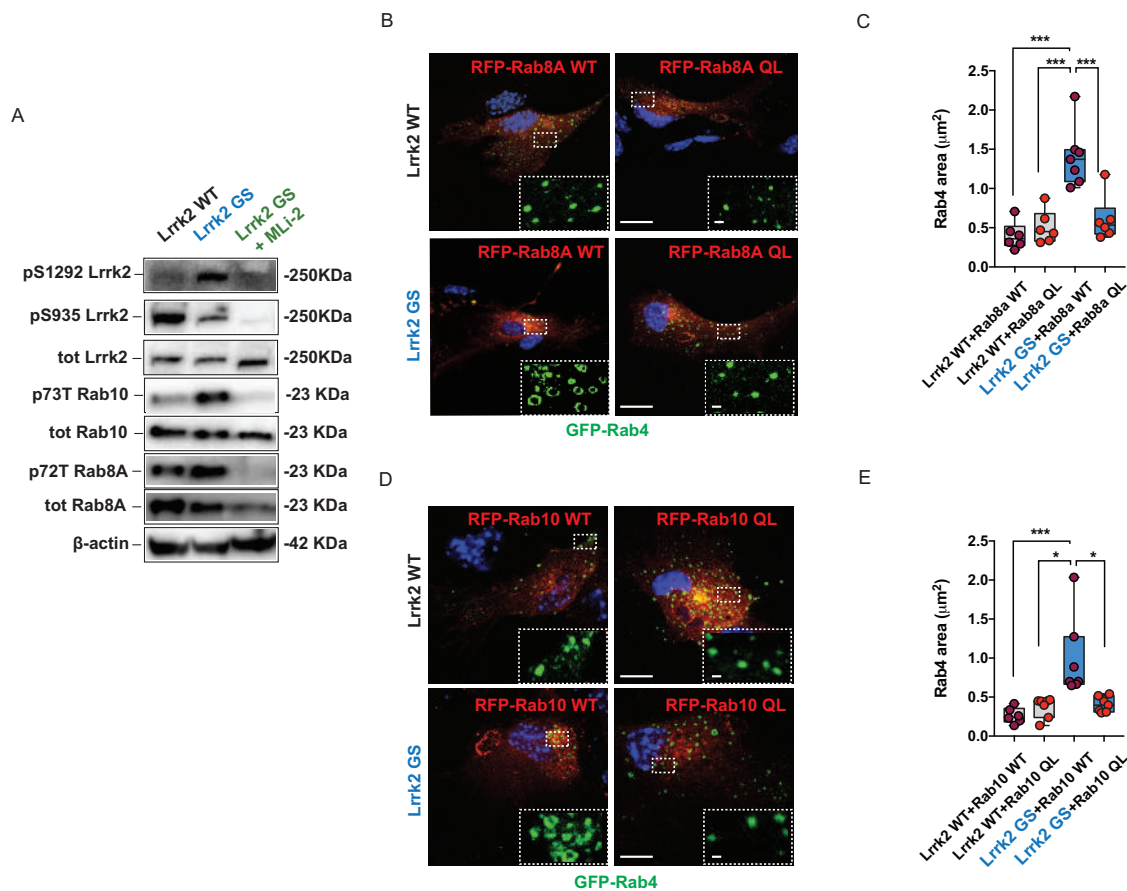 A
Lrrk2 WT
Lrrk2 GS
Lrrk2 GS
+ MLi-2
pS1292 Lrrk2
-250KDa
pS935 Lrrk2
-250KDa
tot Lrrk2
-250KDa
p73T Rab10
-23 KDa
tot Rab10
-23 KDa
p72T Rab8A
-23 KDa
tot Rab8A
-23 KDa
β-actin
-42 KDa
B
RFP-Rab8A WT
RFP-Rab8A QL
Lrrk2 WT
RFP-Rab8A WT
RFP-Rab8A QL
Lrrk2 GS
GFP-Rab4
C
***
*** ***
Rab4 area (μm²)
2.5
2.0
1.5
1.0
0.5
0.0
Lrrk2 WT+Rab8a WT
Lrrk2 WT+Rab8a QL
Lrrk2 GS+Rab8a WT
Lrrk2 GS+Rab8a QL
D
RFP-Rab10 WT
RFP-Rab10 QL
Lrrk2 WT
RFP-Rab10 WT
RFP-Rab10 QL
Lrrk2 GS
GFP-Rab4
E
***
* *
Rab4 area (μm²)
2.5
2.0
1.5
1.0
0.5
0.0
Lrrk2 WT+Rab10 WT
Lrrk2 WT+Rab10 QL
Lrrk2 GS+Rab10 WT
Lrrk2 GS+Rab10 QL